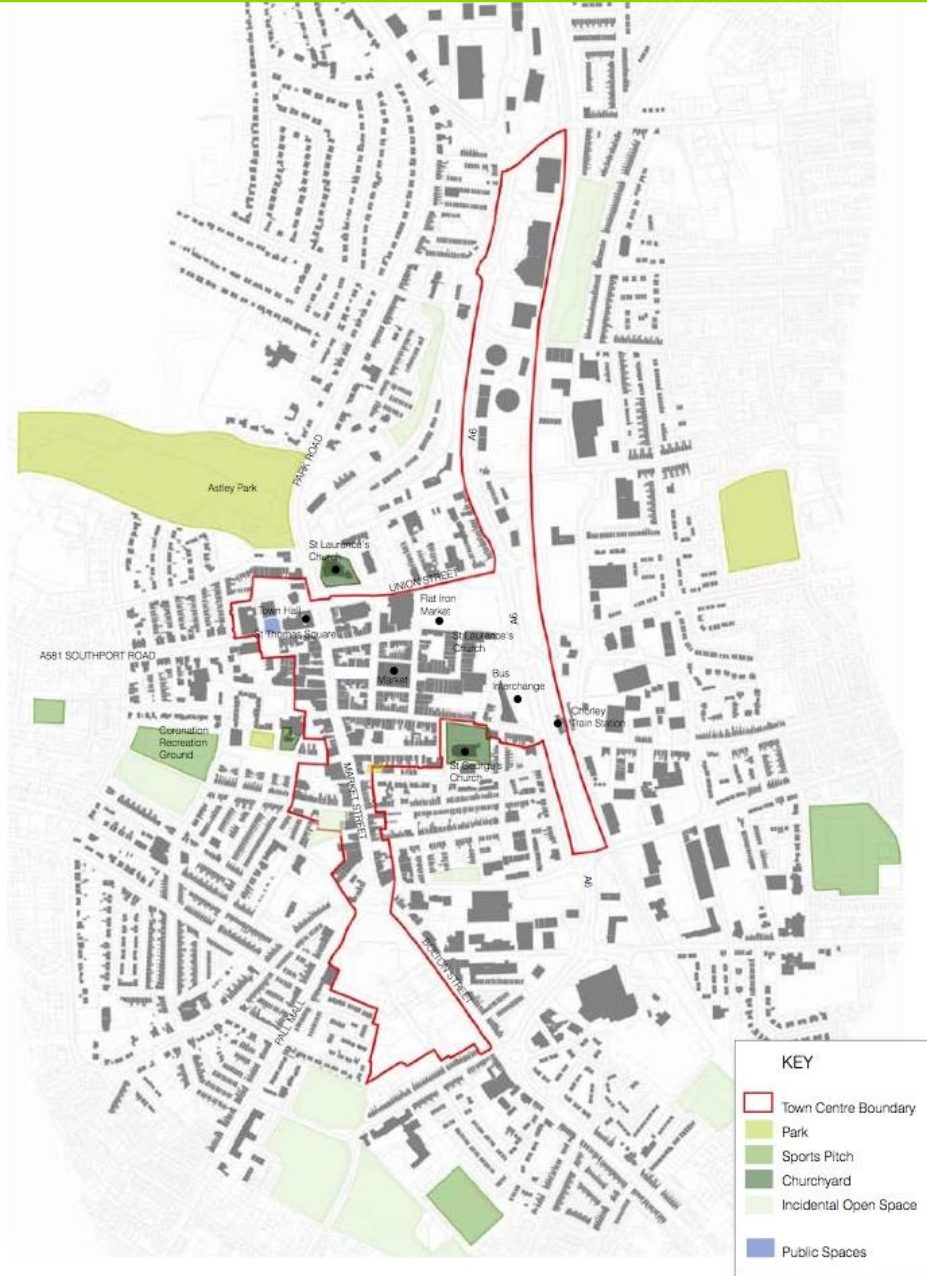 PARK ROAD
A6
Astley Park
St Laurence's
Church
UNION STREET
Flat Iron
Market
Town Hall
St Thomas Square
A6
St Laurence's
Church
A581 SOUTHPORT ROAD
Market
Bus
Interchange
Chorley
Train Station
Coronation
Recreation
Ground
St George's
Church
MARKET STREET
A6
BOLTON STREET
PALL MALL
KEY
Town Centre Boundary
Park
Sports Pitch
Churchyard
Incidental Open Space
Public Spaces